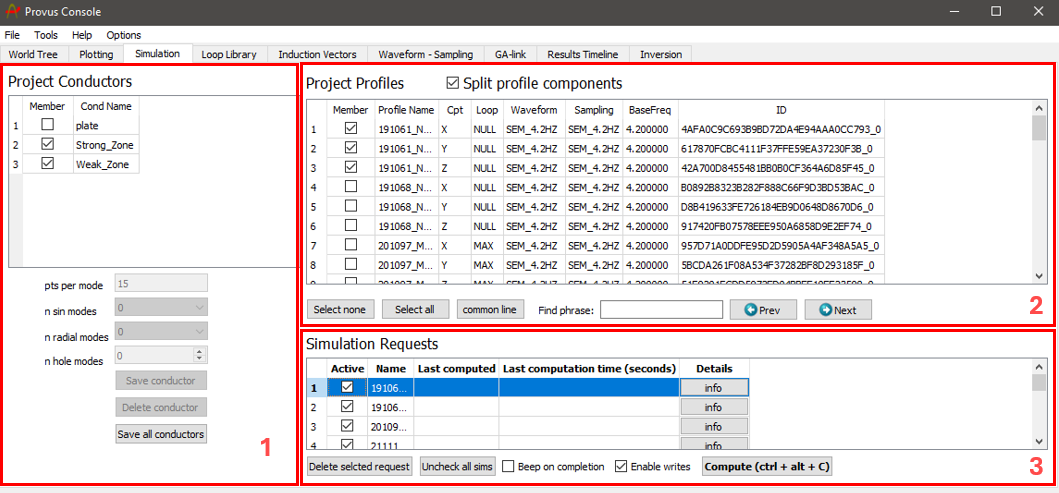 Provus Console
File Tools Help Options
World Tree Plotting Simulation Loop Library Induction Vectors Waveform - Sampling GA-link Results Timeline Inversion
Project Conductors
Member Cond Name
1 plate
2 Strong_Zone
3 Weak_Zone
pts per mode 15
n sin modes 0
n radial modes 0
n hole modes 0
Save conductor
Delete conductor
Save all conductors
1
Project Profiles Split profile components
Member Profile Name Cpt Loop Waveform Sampling BaseFreq ID
1 191061_N... X NULL SEM_4.2HZ SEM_4.2HZ 4.200000 4AFA0C9C693B9BD72DA4E94AAA0CC793_0
2 191061_N... Y NULL SEM_4.2HZ SEM_4.2HZ 4.200000 617870FCBC4111F37FFE59EA37230F3B_0
3 191061_N... Z NULL SEM_4.2HZ SEM_4.2HZ 4.200000 42A700D8455481BB0B0CF364A6D85F45_0
4 191068_N... X NULL SEM_4.2HZ SEM_4.2HZ 4.200000 B0892B8323B282F888C66F9D3BD53BAC_0
5 191068_N... Y NULL SEM_4.2HZ SEM_4.2HZ 4.200000 D8B419633FE726184EB9D0648D8670D6_0
6 191068_N... Z NULL SEM_4.2HZ SEM_4.2HZ 4.200000 917420FB07578EEE950A6858D9E2EF74_0
7 201097_M... X MAX SEM_4.2HZ SEM_4.2HZ 4.200000 957D71A0DDFE95D2D5905A4AF348A5A5_0
8 201097_M... Y MAX SEM_4.2HZ SEM_4.2HZ 4.200000 5BCDA261F08A534F37282BF8D293185F_0
201097_M... Z MAX SEM_4.2HZ SEM_4.2HZ 4.200000
Select none Select all common line Find phrase: Prev Next
2
Simulation Requests
Active Name Last computed Last computation time (seconds) Details
1 19106... info
2 19106... info
3 20109... info
4 21111... info
Delete selcted request Uncheck all sims Beep on completion Enable writes Compute (ctrl + alt + C)
3